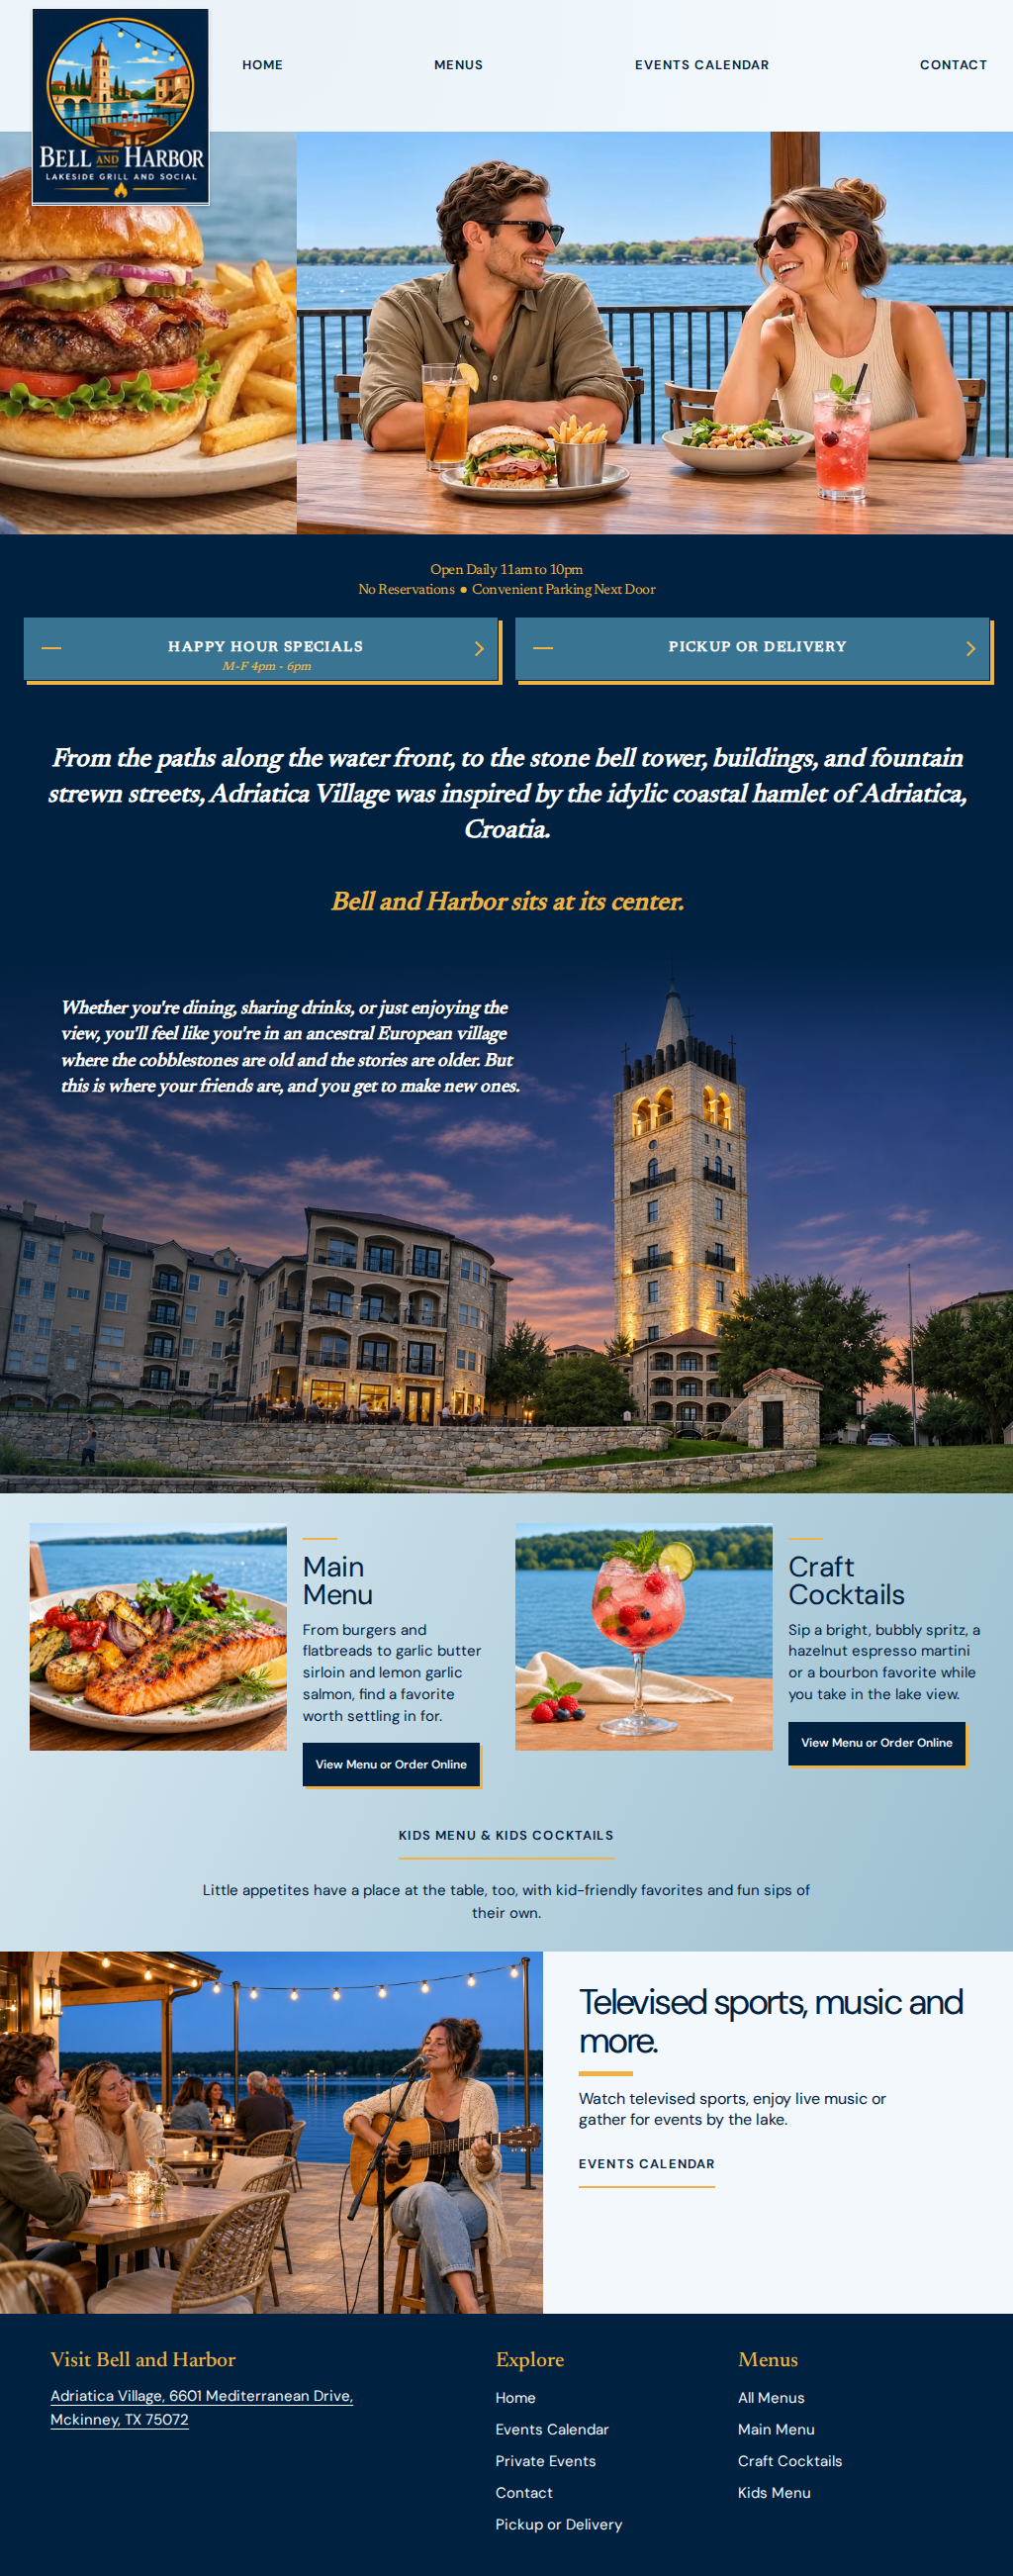 BELL AND HARBOR
LAKESIDE GRILL AND SOCIAL
HOME
MENUS
EVENTS CALENDAR
CONTACT
Open Daily 11am to 10pm
No Reservations ● Convenient Parking Next Door
HAPPY HOUR SPECIALS
M-F 4pm - 6pm
PICKUP OR DELIVERY
From the paths along the water front, to the stone bell tower, buildings, and fountain
strewn streets, Adriatica Village was inspired by the idylic coastal hamlet of Adriatica,
Croatia.
Bell and Harbor sits at its center.
Whether you're dining, sharing drinks, or just enjoying the
view, you'll feel like you're in an ancestral European village
where the cobblestones are old and the stories are older. But
this is where your friends are, and you get to make new ones.
Main
Menu
From burgers and
flatbreads to garlic butter
sirloin and lemon garlic
salmon, find a favorite
worth settling in for.
View Menu or Order Online
Craft
Cocktails
Sip a bright, bubbly spritz, a
hazelnut espresso martini
or a bourbon favorite while
you take in the lake view.
View Menu or Order Online
KIDS MENU & KIDS COCKTAILS
Little appetites have a place at the table, too, with kid-friendly favorites and fun sips of
their own.
Televised sports, music and
more.
Watch televised sports, enjoy live music or
gather for events by the lake.
EVENTS CALENDAR
Visit Bell and Harbor
Adriatica Village, 6601 Mediterranean Drive,
Mckinney, TX 75072
Explore
Home
Events Calendar
Private Events
Contact
Pickup or Delivery
Menus
All Menus
Main Menu
Craft Cocktails
Kids Menu